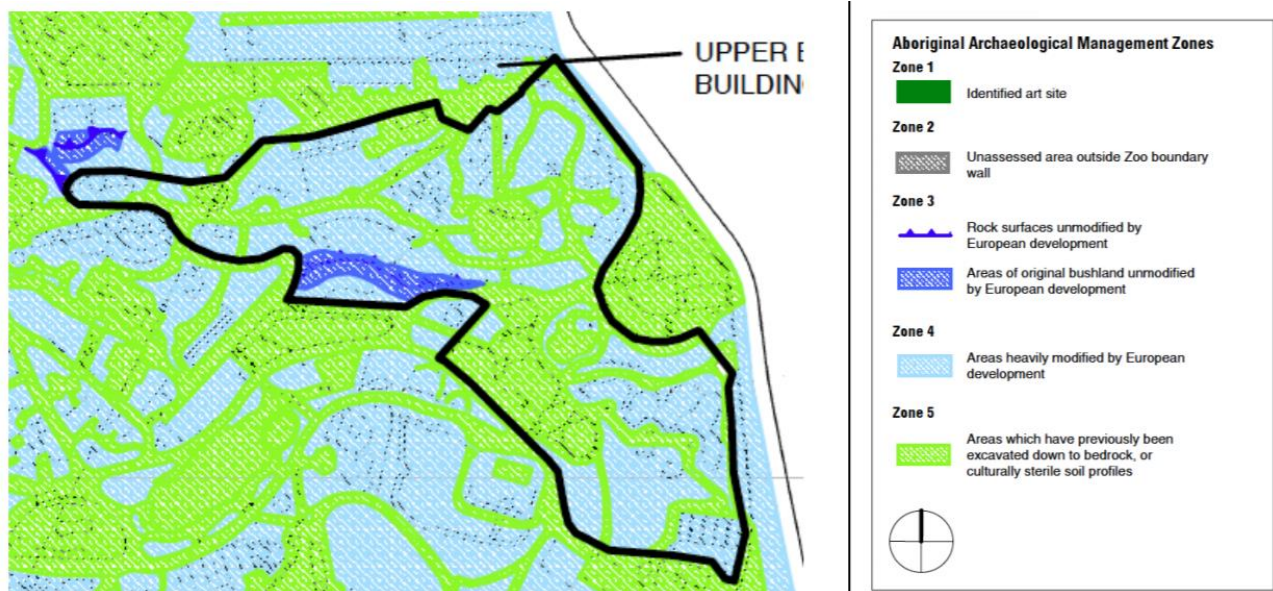 UPPER
BUILDIN
Aboriginal Archaeological Management Zones
Zone 1
Identified art site
Zone 2
Unassessed area outside Zoo boundary
wall
Zone 3
Rock surfaces unmodified by
European development
Areas of original bushland unmodified
by European development
Zone 4
Areas heavily modified by European
development
Zone 5
Areas which have previously been
excavated down to bedrock, or
culturally sterile soil profiles